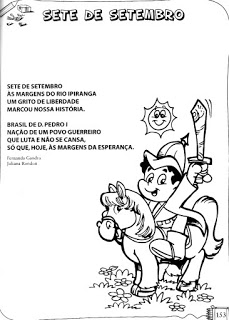 SETE DE SETEMBRO
SETE DE SETEMBRO
ÀS MARGENS DO RIO IPIRANGA
UM GRITO DE LIBERDADE
MARCOU NOSSA HISTÓRIA.
BRASIL DE D. PEDRO I
NAÇÃO DE UM POVO GUERREIRO
QUE LUTA E NÃO SE CANSA,
SÓ QUE, HOJE, ÀS MARGENS DA ESPERANÇA.
Fernanda
Juliana
153